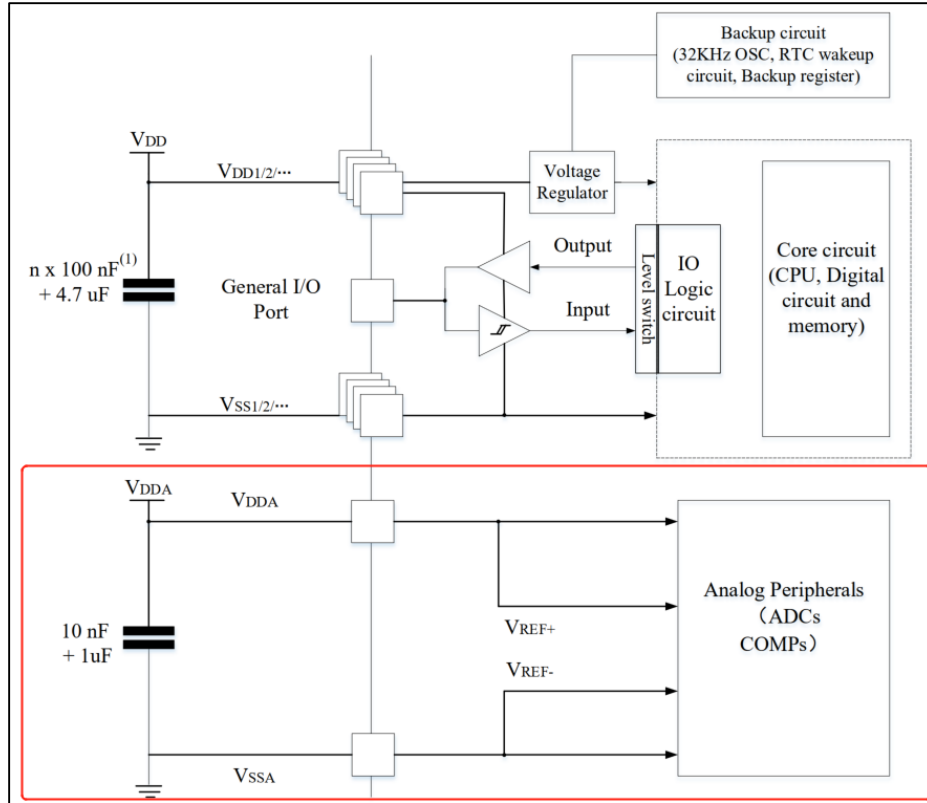 Backup circuit
(32KHz OSC, RTC wakeup
circuit, Backup register)
VDD
VDD1/2/···
Voltage
Regulator
n x 100 nF(1)
+ 4.7 uF
General I/O
Port
Output
Input
Level switch
IO
Logic
circuit
Core circuit
(CPU, Digital
circuit and
memory)
VSS1/2/···
VDDA
VDDA
10 nF
+ 1uF
VREF+
VREF-
Analog Peripherals
（ADCs
COMPs）
VSSA